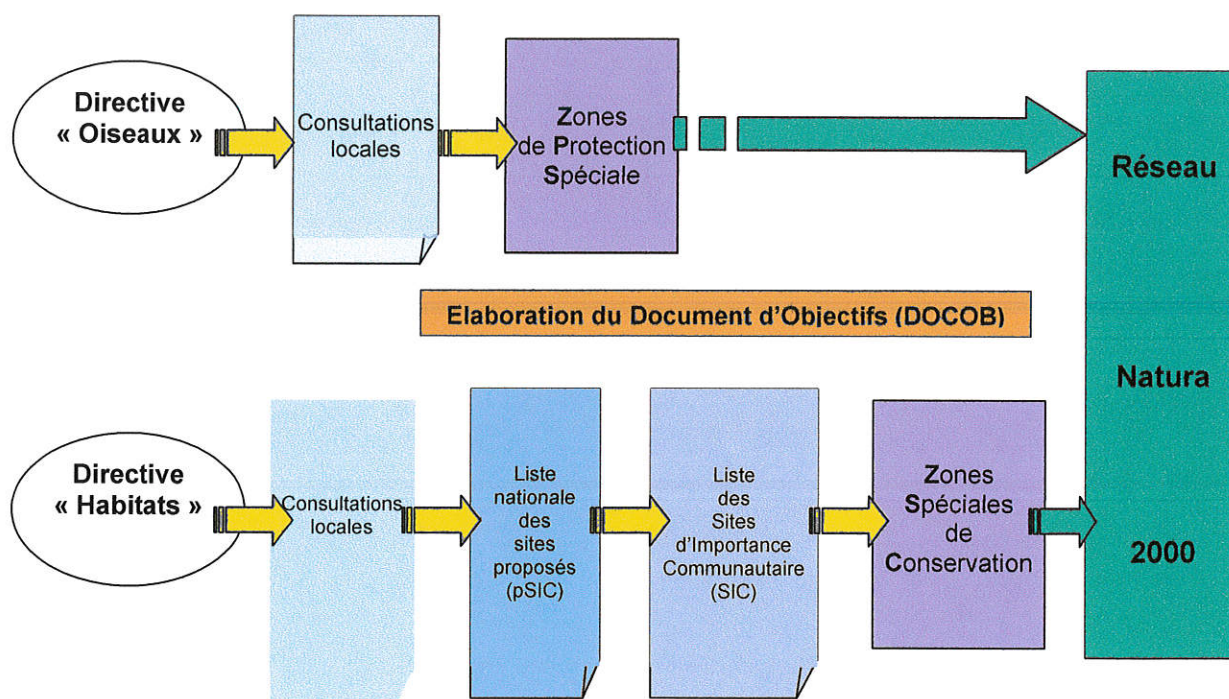 Directive
« Oiseaux »
Consultations
locales
Zones
de Protection
Spéciale
Réseau
Natura
2000
Elaboration du Document d'Objectifs (DOCOB)
Directive
« Habitats »
Consultations
locales
Liste
nationale
des
sites
proposés
(pSIC)
Liste
des
Sites
d'Importance
Communautaire
(SIC)
Zones
Spéciales
de
Conservation